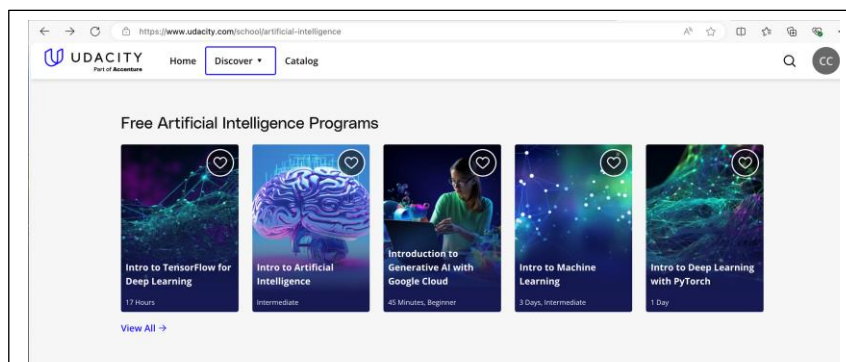 https://www.udacity.com/school/artificial-intelligence
UDACITY
Part of Accenture
Home
Discover
Catalog
CC
Free Artificial Intelligence Programs
Intro to TensorFlow for
Deep Learning
17 Hours
Intro to Artificial
Intelligence
Intermediate
Introduction to
Generative AI with
Google Cloud
45 Minutes, Beginner
Intro to Machine
Learning
3 Days, Intermediate
Intro to Deep Learning
with PyTorch
1 Day
View All →